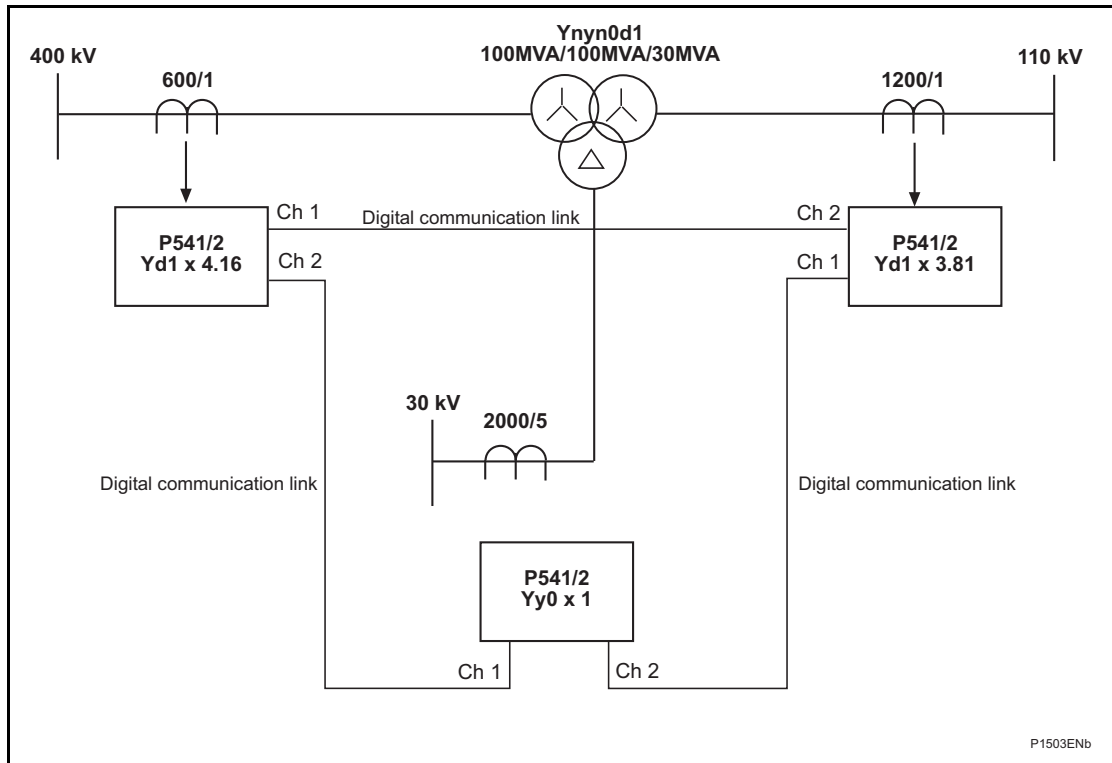 Ynyn0d1
100MVA/100MVA/30MVA
400 kV
110 kV
600/1
1200/1
Ch 1
Digital communication link
Ch 2
P541/2
Yd1 x 4.16
Ch 2
Ch 1
P541/2
Yd1 x 3.81
30 kV
2000/5
Digital communication link
Digital communication link
P541/2
Yy0 x 1
Ch 1
Ch 2
P1503ENb